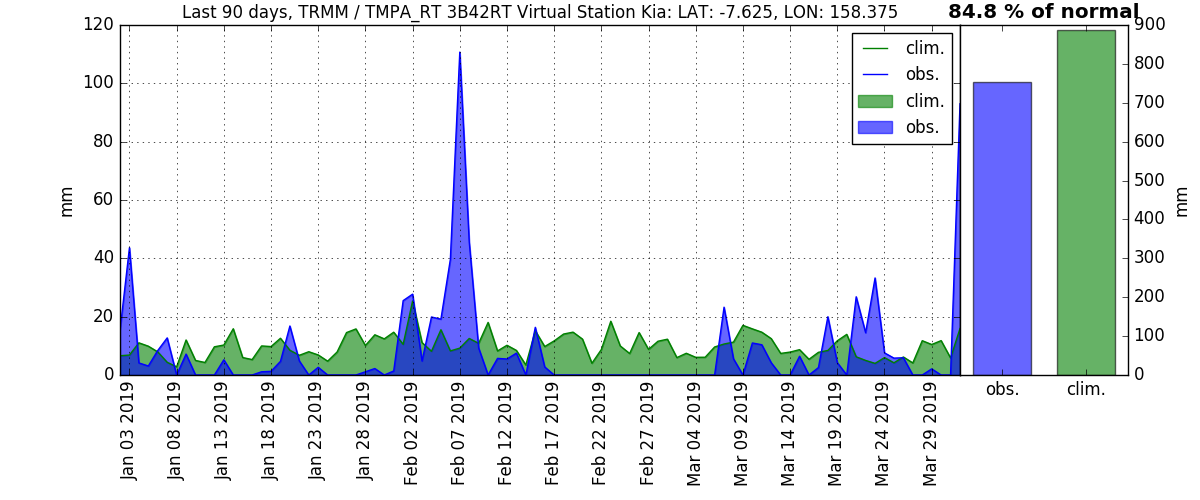 Last 90 days, TRMM / TMPA_RT 3B42RT Virtual Station Kia: LAT: -7.625, LON: 158.375
84.8 % of normal
120
100
80
60
40
20
0
mm
clim.
obs.
clim.
obs.
900
800
700
600
500
400
300
200
100
0
mm
Jan 03 2019
Jan 08 2019
Jan 13 2019
Jan 18 2019
Jan 23 2019
Jan 28 2019
Feb 02 2019
Feb 07 2019
Feb 12 2019
Feb 17 2019
Feb 22 2019
Feb 27 2019
Mar 04 2019
Mar 09 2019
Mar 14 2019
Mar 19 2019
Mar 24 2019
Mar 29 2019
obs.
clim.